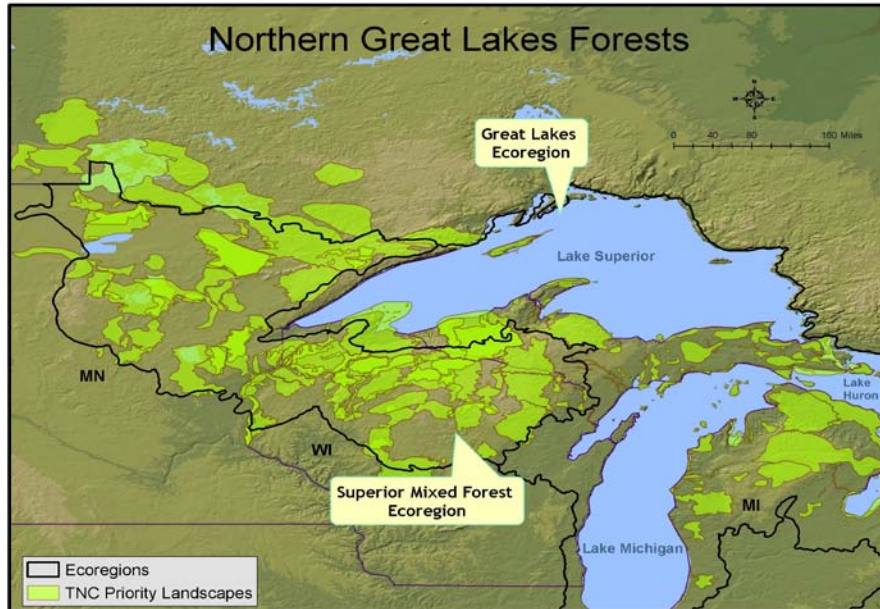 Northern Great Lakes Forests
N
W E
S
Great Lakes
Ecoregion
0 40 80 160 Miles
Lake Superior
MN
Lake
Huron
WI
Superior Mixed Forest
Ecoregion
MI
Lake Michigan
Ecoregions
TNC Priority Landscapes